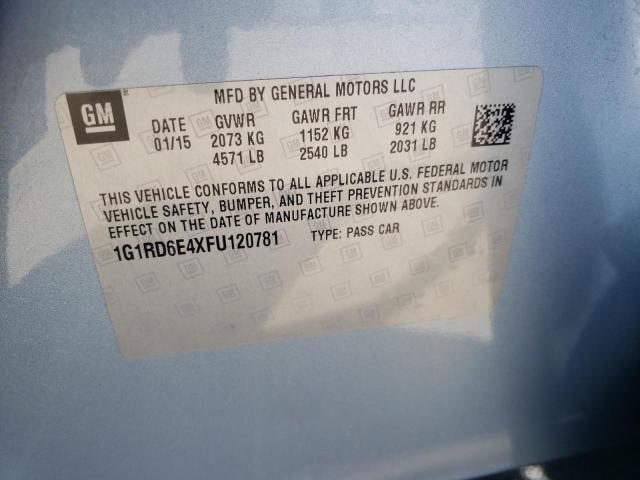 GM
MFD BY GENERAL MOTORS LLC
DATE GVWR GAWR FRT GAWR RR
01/15 2073 KG 1152 KG 921 KG
4571 LB 2540 LB 2031 LB
THIS VEHICLE CONFORMS TO ALL APPLICABLE U.S. FEDERAL MOTOR
VEHICLE SAFETY, BUMPER, AND THEFT PREVENTION STANDARDS IN
EFFECT ON THE DATE OF MANUFACTURE SHOWN ABOVE.
1G1RD6E4XFU120781 TYPE: PASS CAR